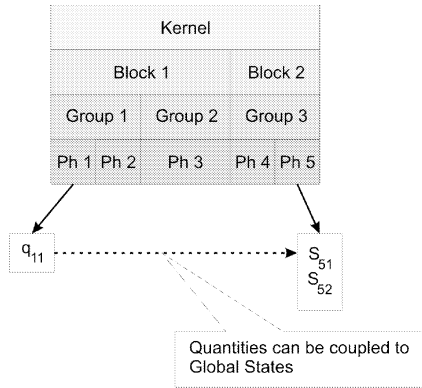 Kernel
Block 1 Block 2
Group 1 Group 2 Group 3
Ph 1 Ph 2 Ph 3 Ph 4 Ph 5
q11
S51
S52
Quantities can be coupled to
Global States